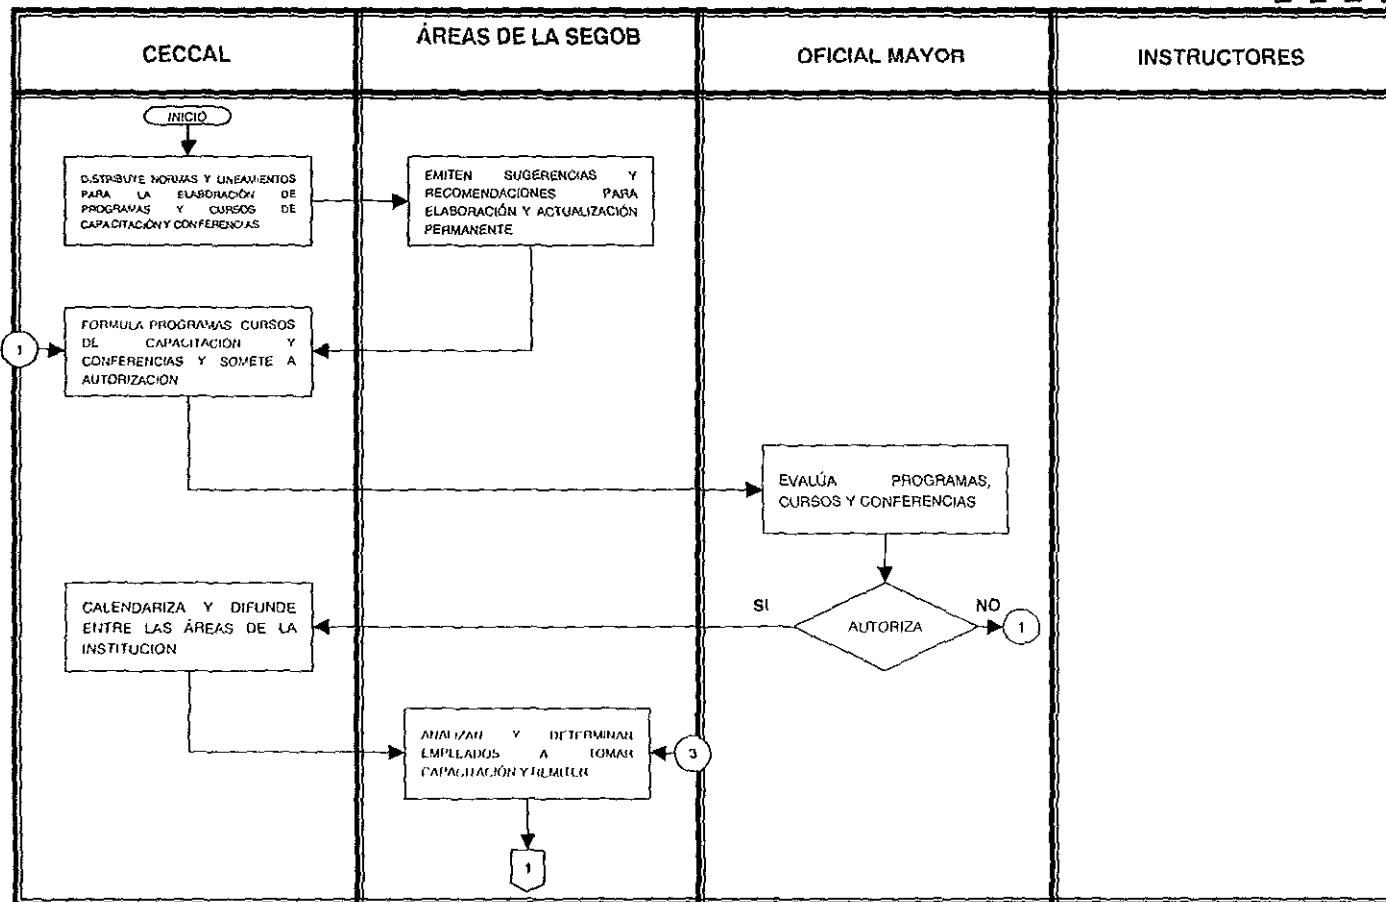 CECCAL
ÁREAS DE LA SEGOB
OFICIAL MAYOR
INSTRUCTORES
INICIO
DISTRIBUYE NORMAS Y LINEAMIENTOS
PARA LA ELABORACIÓN DE
PROGRAMAS Y CURSOS DE
CAPACITACIÓN Y CONFERENCIAS
EMITEN SUGERENCIAS Y
RECOMENDACIONES PARA
ELABORACIÓN Y ACTUALIZACIÓN
PERMANENTE
1
FORMULA PROGRAMAS CURSOS
DE CAPACITACIÓN Y
CONFERENCIAS Y SOMETE A
AUTORIZACIÓN
EVALÚA PROGRAMAS,
CURSOS Y CONFERENCIAS
CALENDARIZA Y DIFUNDE
ENTRE LAS ÁREAS DE LA
INSTITUCION
SI
AUTORIZA
NO
1
ANALIZAN Y DETERMINAN
EMPLEADOS A TOMAR
CAPACITACIÓN Y REMITEN
3
1